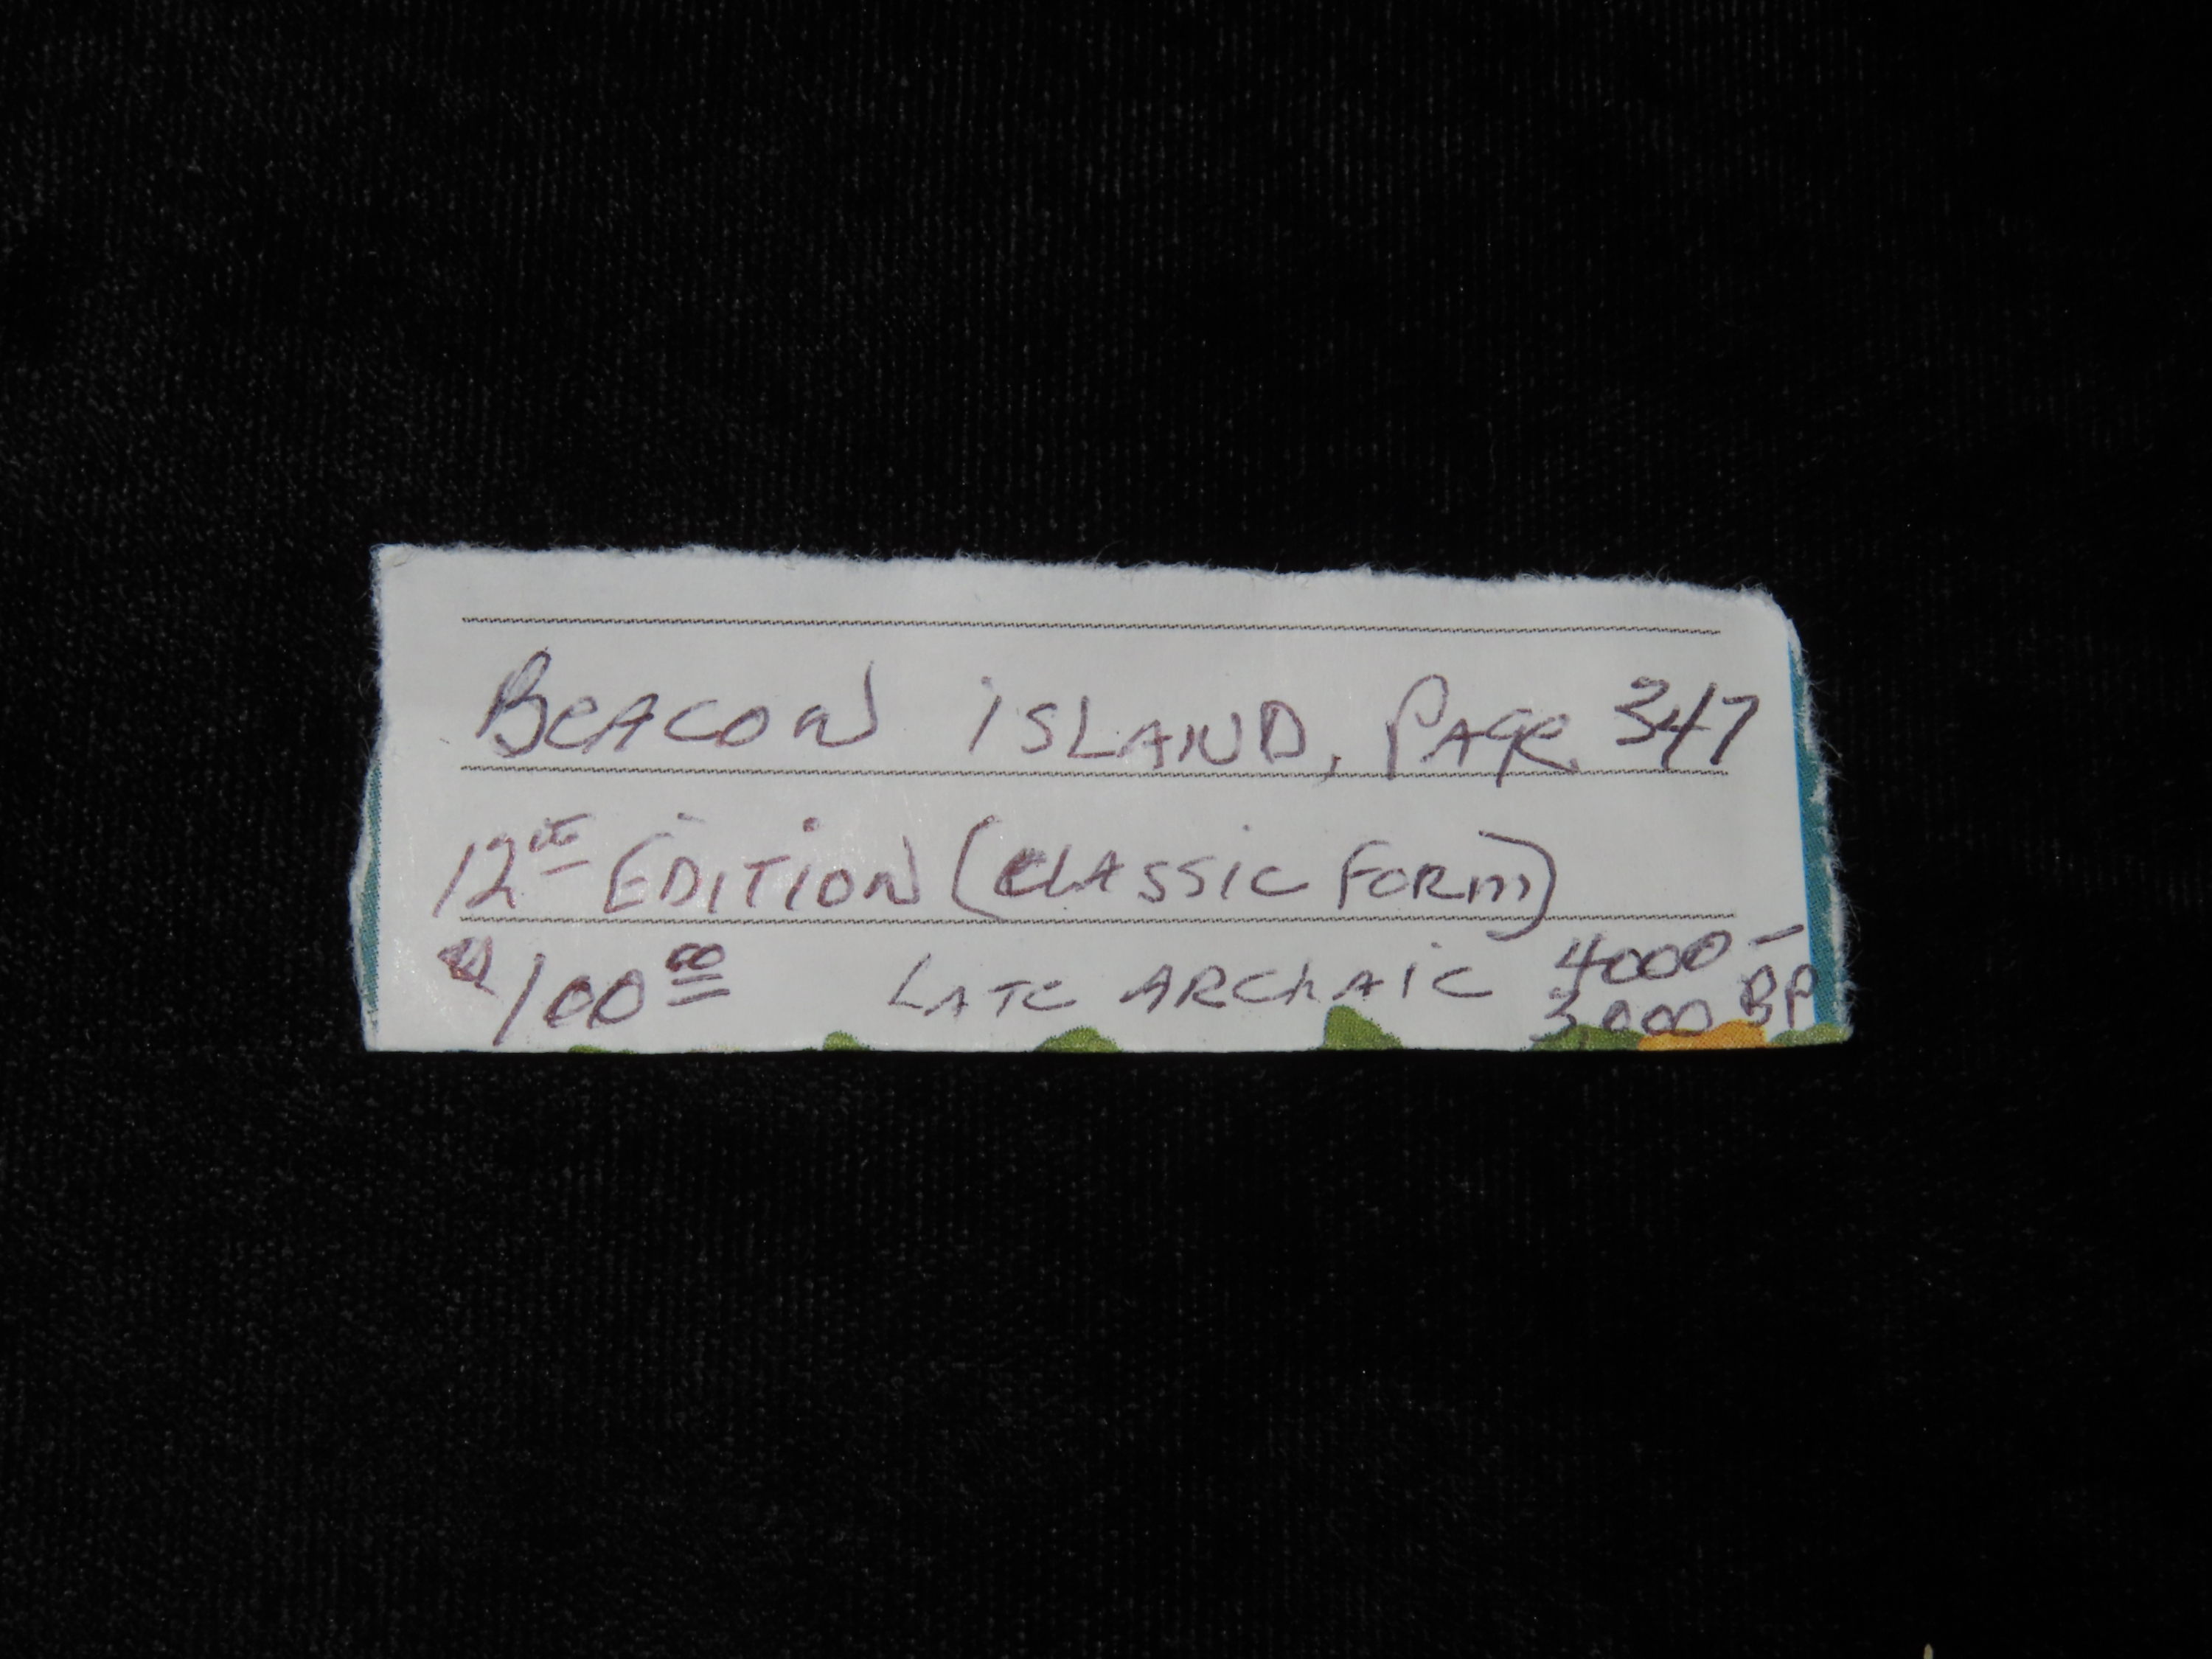 BEACON ISLAND, PAGE 347
12th EDITION (CLASSIC FORM)
$100.00 LATE ARCHAIC 4000-
3,000 BP